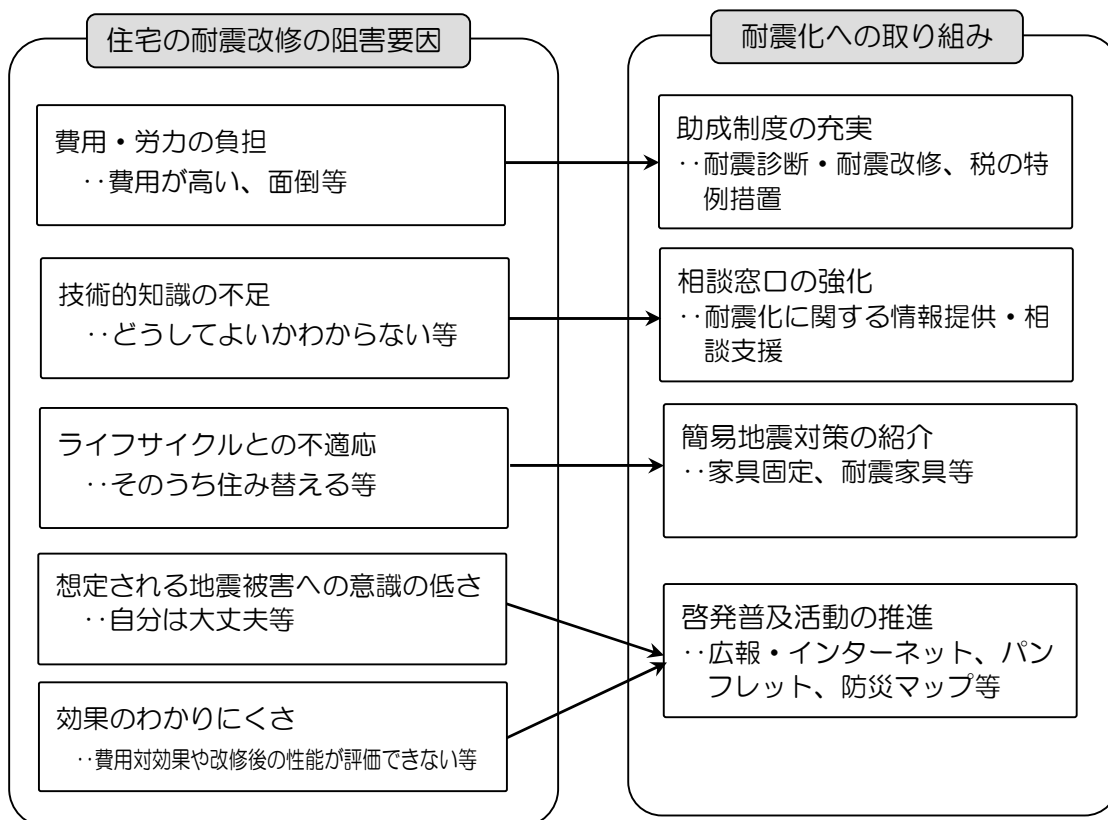 住宅の耐震改修の阻害要因
費用・労力の負担
‥費用が高い、面倒等
技術的知識の不足
‥どうしてよいかわからない等
ライフサイクルとの不適応
‥そのうち住み替える等
想定される地震被害への意識の低さ
‥自分は大丈夫等
効果のわかりにくさ
‥費用対効果や改修後の性能が評価できない等
耐震化への取り組み
助成制度の充実
‥耐震診断・耐震改修、税の特
例措置
相談窓口の強化
‥耐震化に関する情報提供・相
談支援
簡易地震対策の紹介
‥家具固定、耐震家具等
啓発普及活動の推進
‥広報・インターネット、パン
フレット、防災マップ等